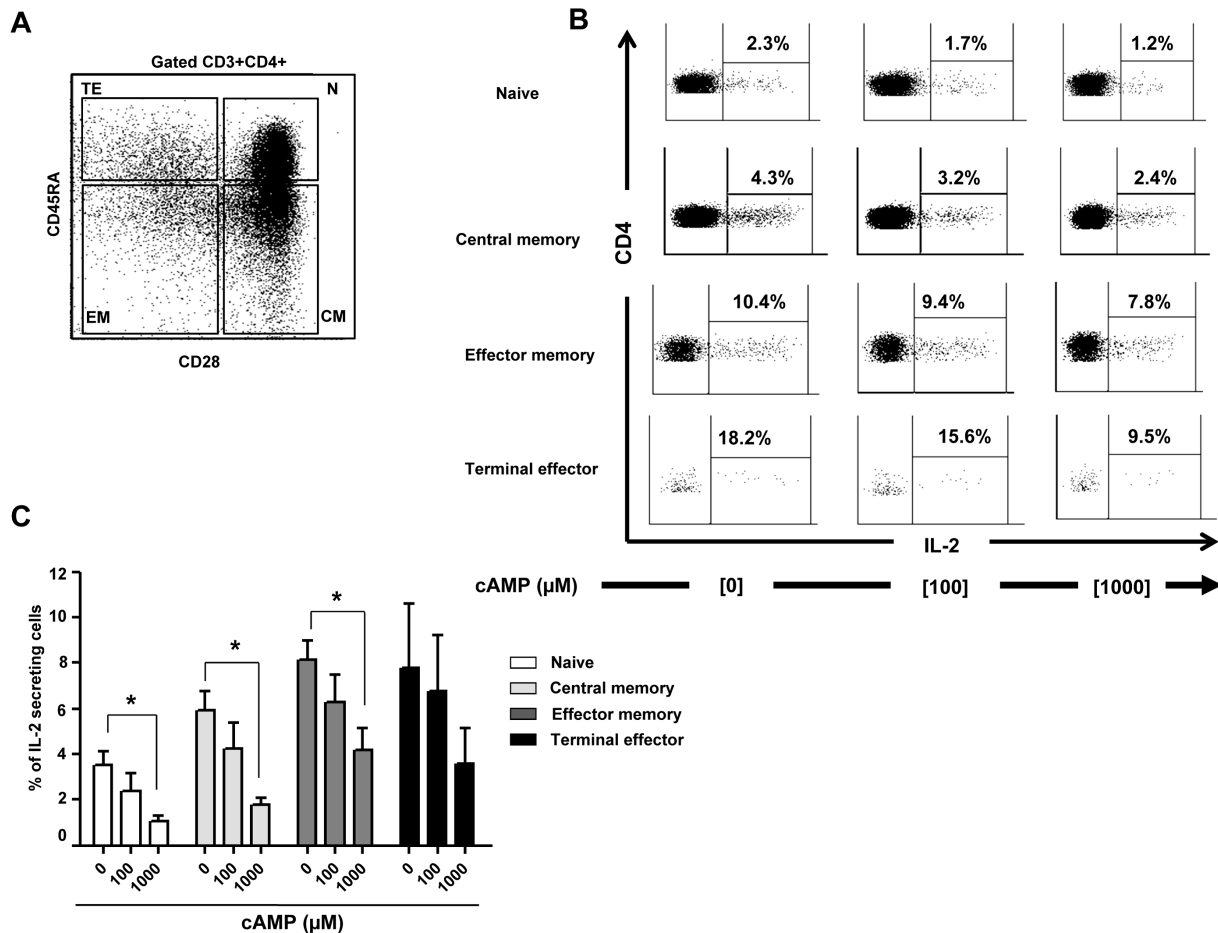 A
Gated CD3+CD4+
TE
N
EM
CM
CD45RA
CD28
B
Naive
2.3%
1.7%
1.2%
Central memory
4.3%
3.2%
2.4%
Effector memory
10.4%
9.4%
7.8%
Terminal effector
18.2%
15.6%
9.5%
CD4
IL-2
cAMP (µM)
[0]
[100]
[1000]
C
% of IL-2 secreting cells
12
10
8
6
4
2
0
*
*
*
0
100
1000
0
100
1000
0
100
1000
0
100
1000
cAMP (µM)
Naive
Central memory
Effector memory
Terminal effector